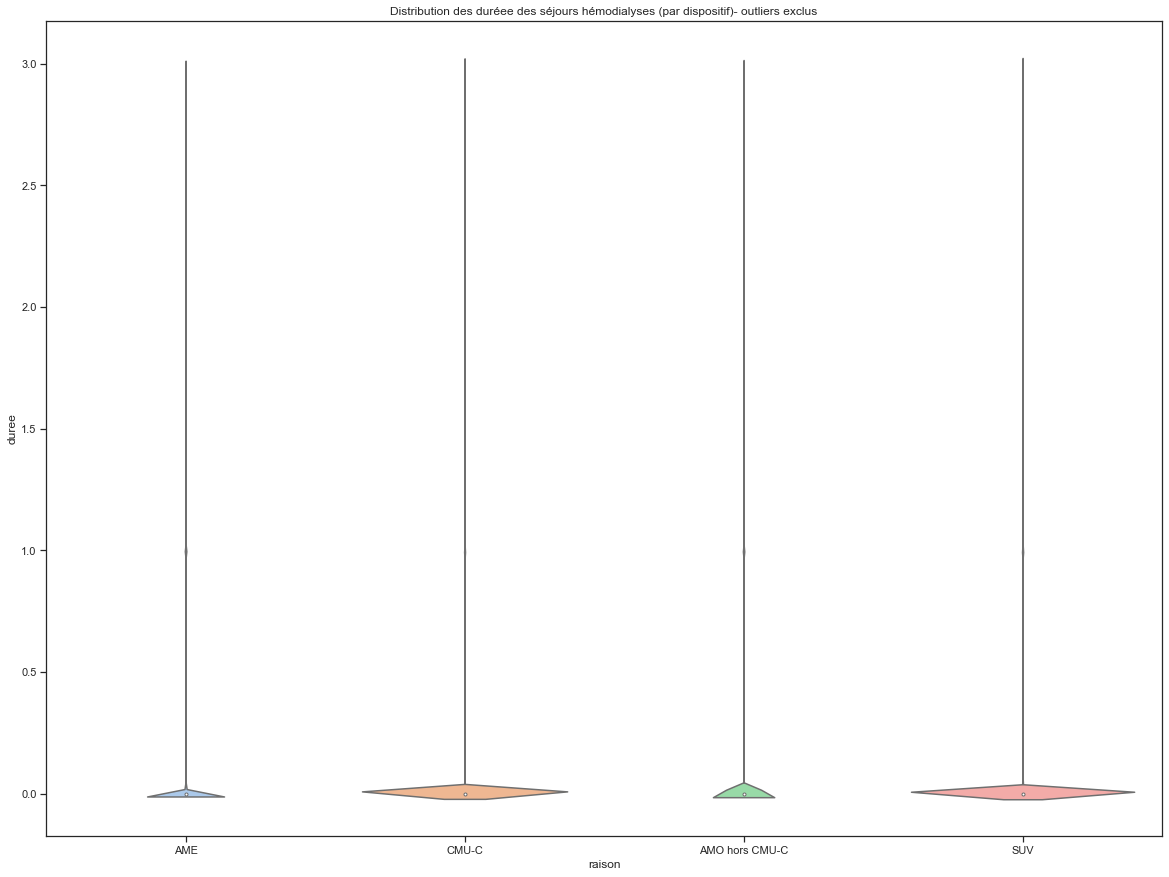 Distribution des duréee des séjours hémodialyses (par dispositif)- outliers exclus
3.0
2.5
2.0
1.5
1.0
0.5
0.0
duree
AME CMU-C AMO hors CMU-C SUV
raison